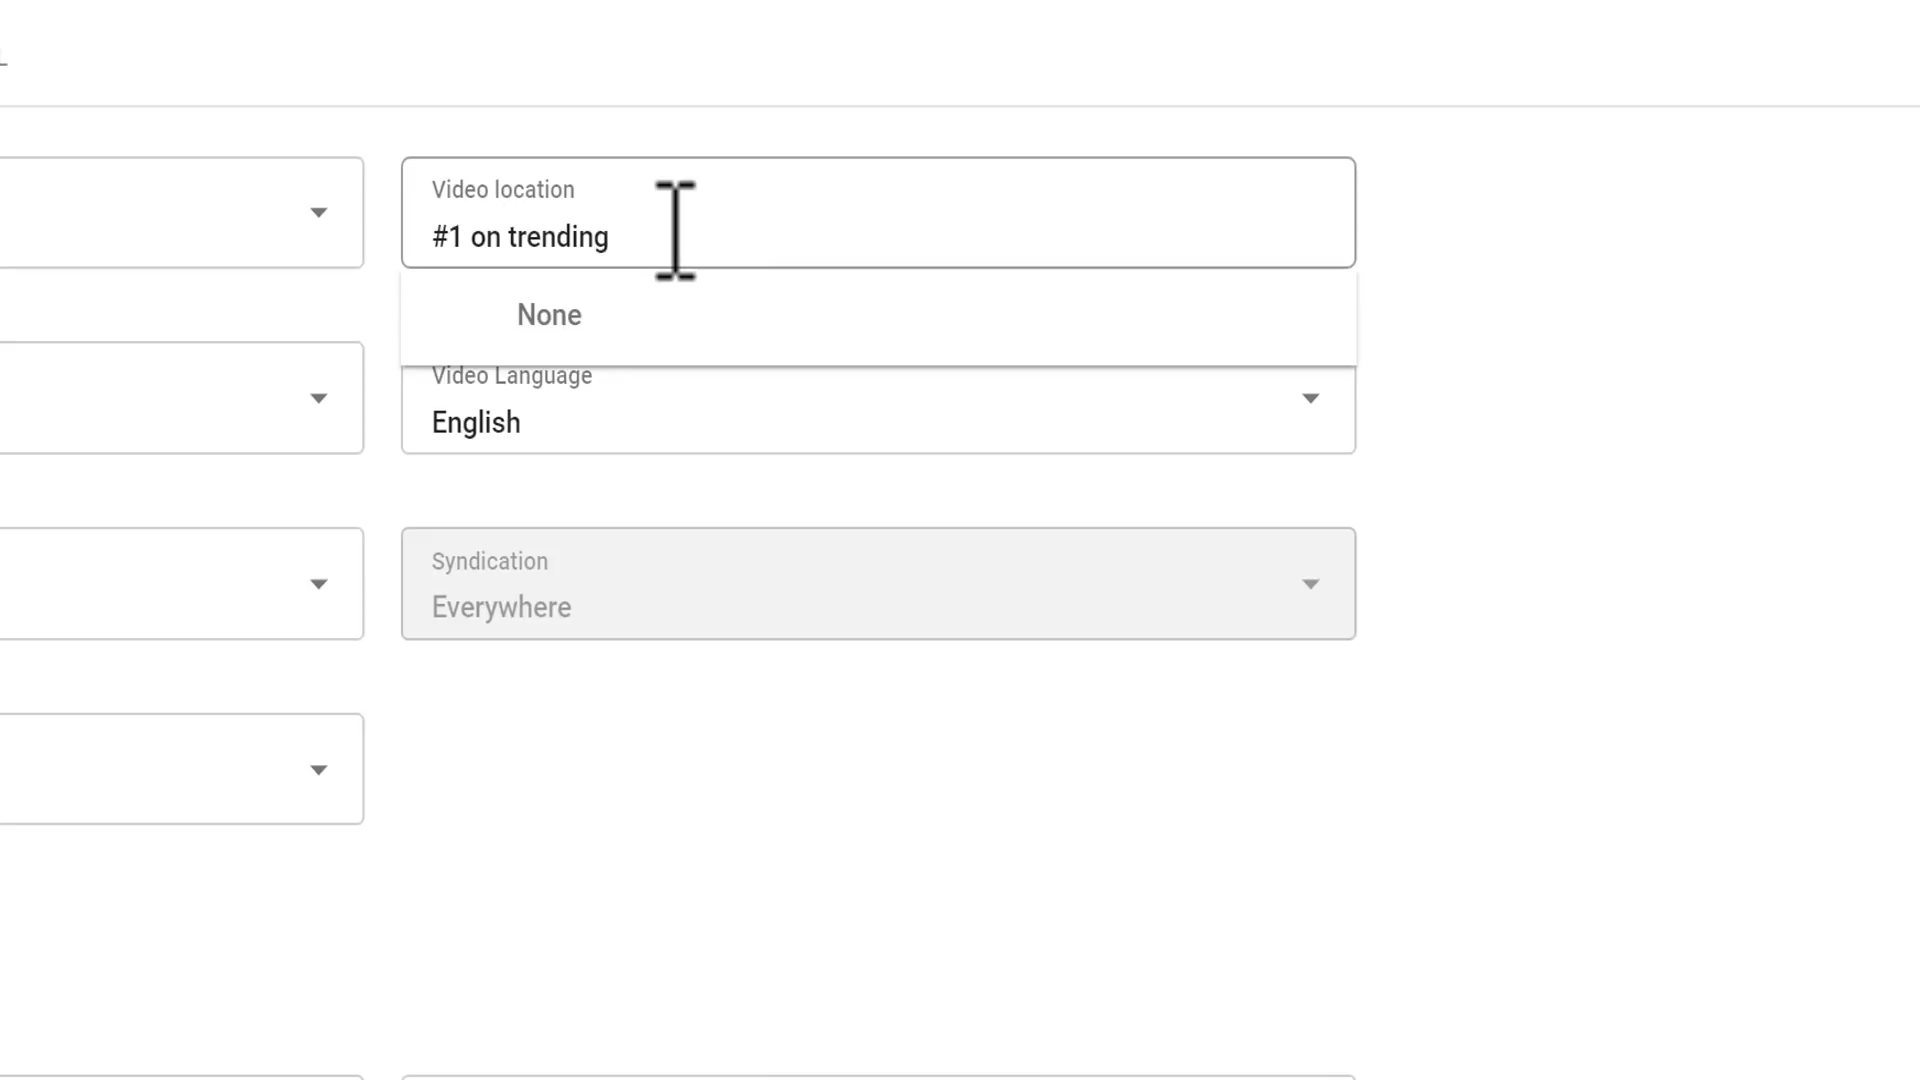 Video location
#1 on trending
None
Video Language
English
Syndication
Everywhere